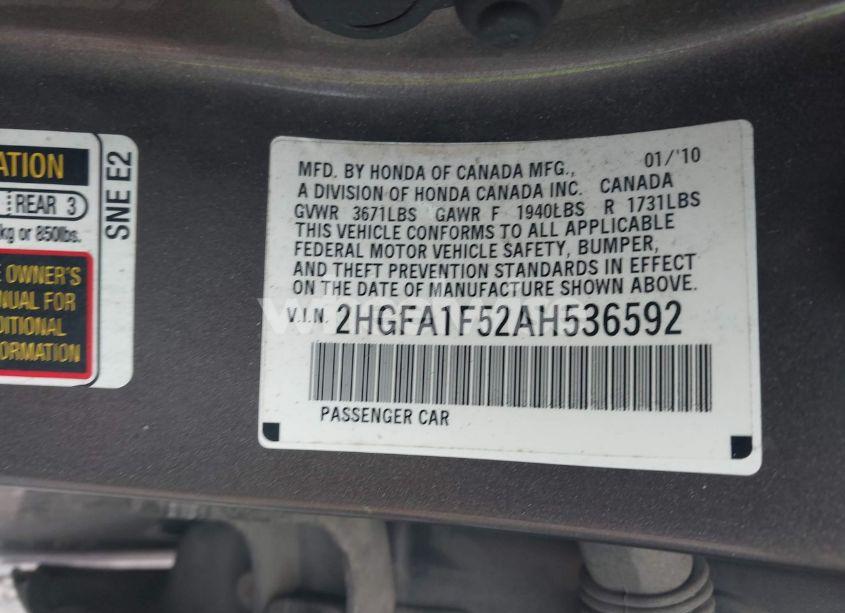 ATION
REAR 3
kg or 850lbs.
E OWNER'S
NUAL FOR
DITIONAL
FORMATION
SNE E2
MFD. BY HONDA OF CANADA MFG., 01/'10
A DIVISION OF HONDA CANADA INC. CANADA
GVWR 3671LBS GAWR F 1940LBS R 1731LBS
THIS VEHICLE CONFORMS TO ALL APPLICABLE
FEDERAL MOTOR VEHICLE SAFETY, BUMPER,
AND THEFT PREVENTION STANDARDS IN EFFECT
ON THE DATE OF MANUFACTURE SHOWN ABOVE.
V.I.N. 2HGFA1F52AH536592
PASSENGER CAR